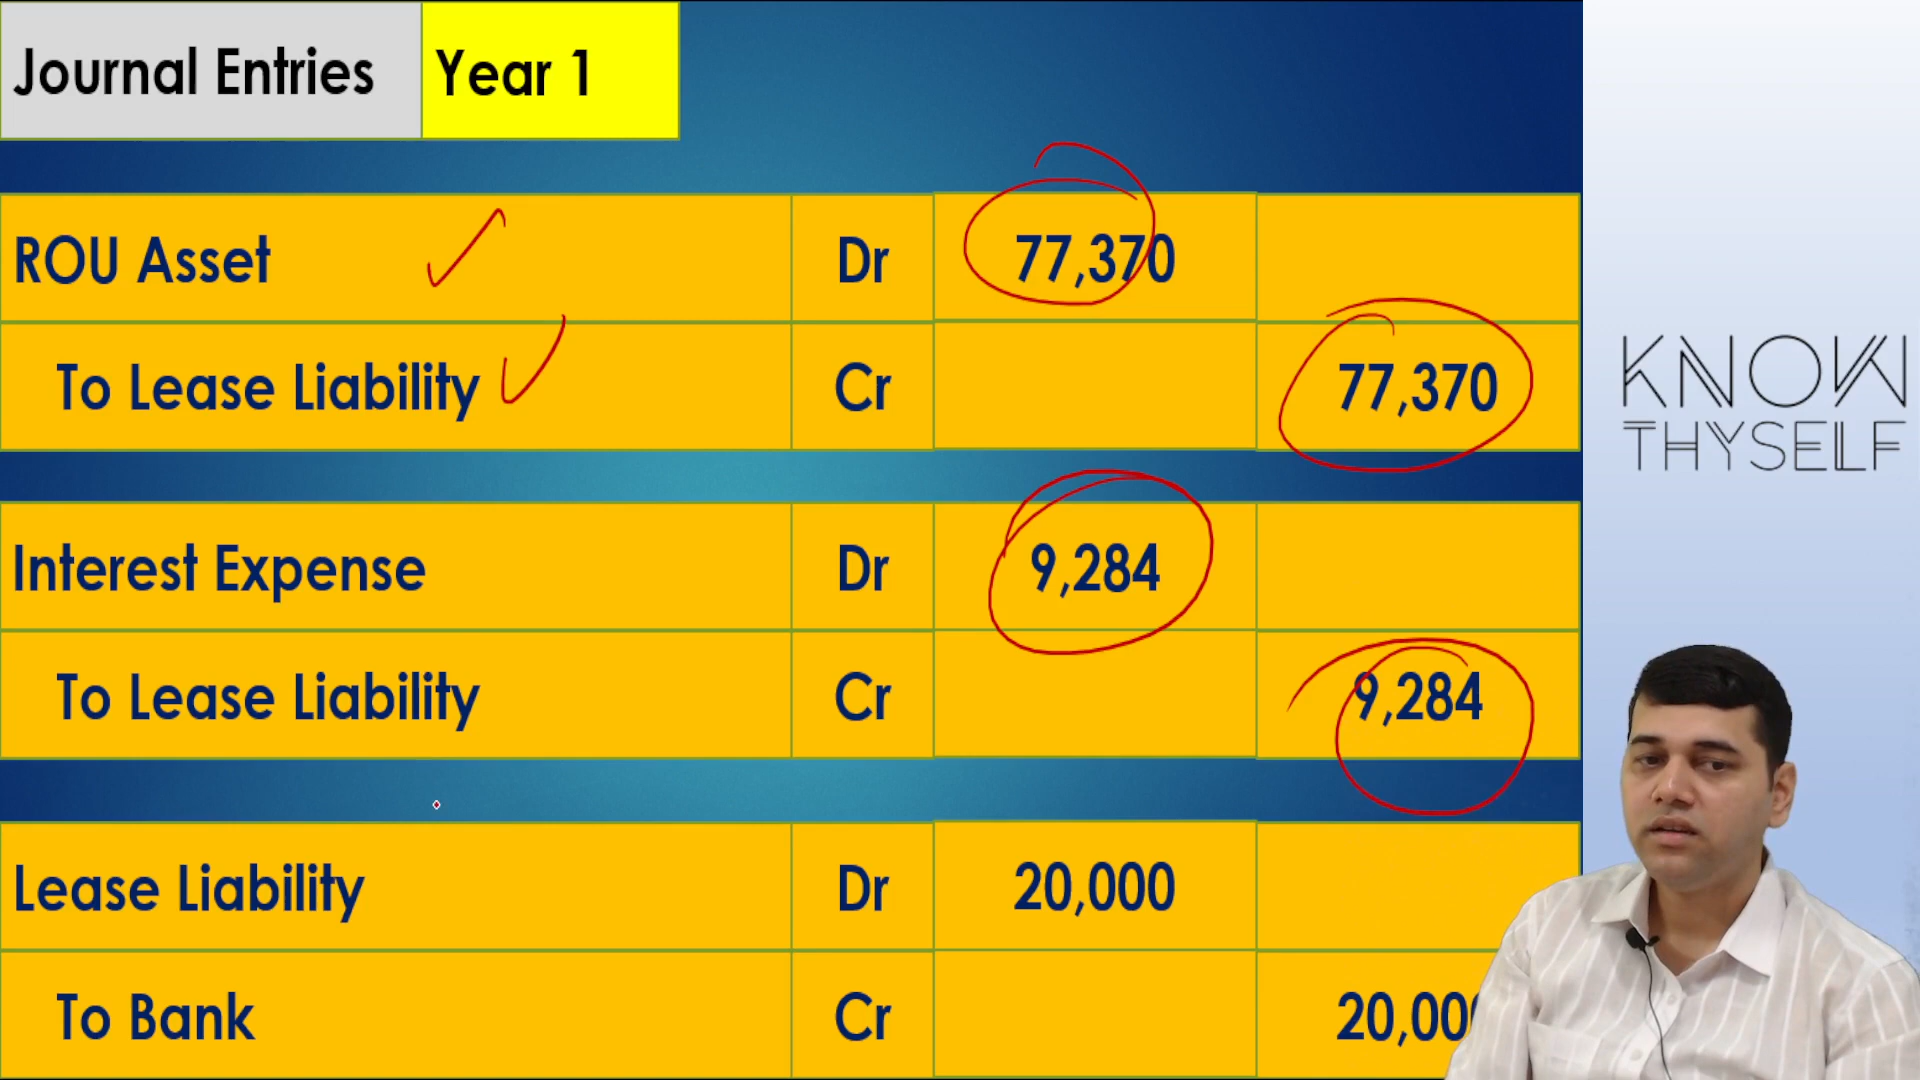 Journal Entries Year 1
ROU Asset Dr 77,370
To Lease Liability Cr 77,370
Interest Expense Dr 9,284
To Lease Liability Cr 9,284
Lease Liability Dr 20,000
To Bank Cr
KNOW
THYSELF